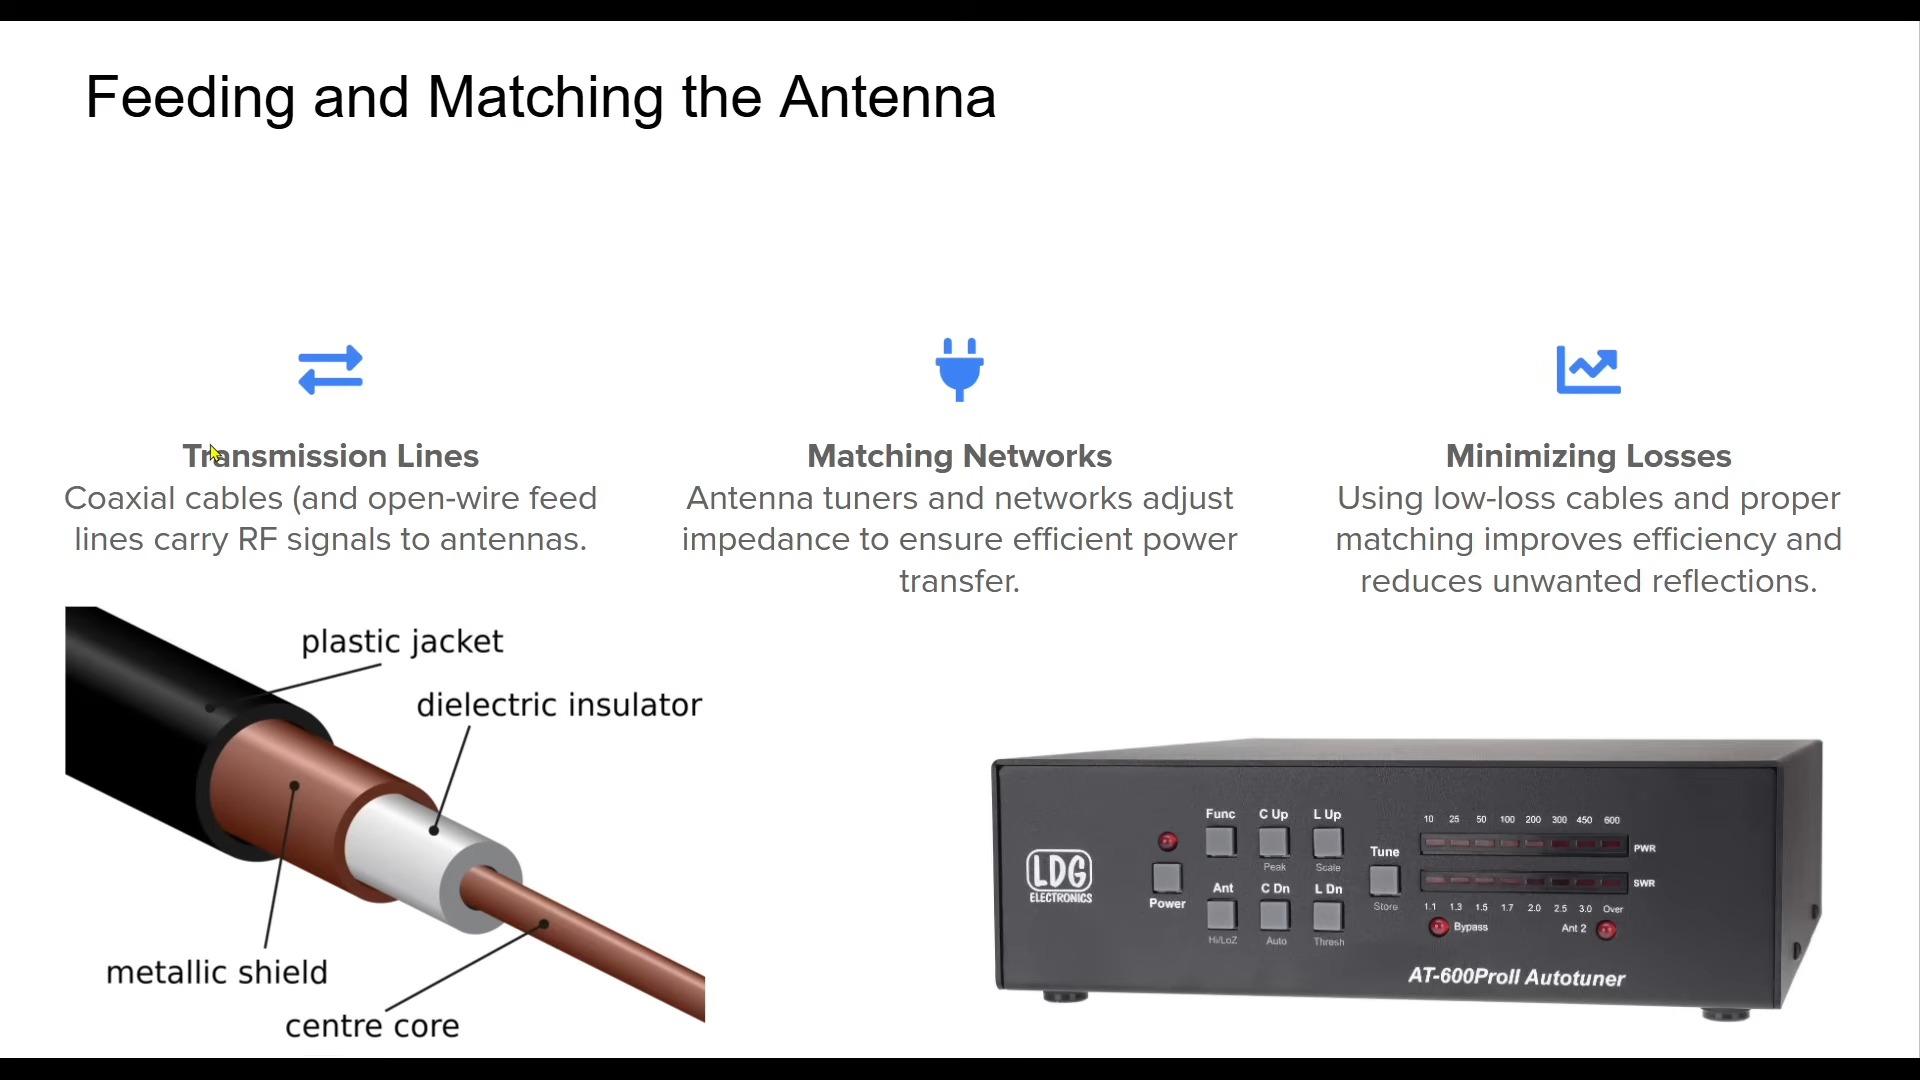 Feeding and Matching the Antenna
Transmission Lines
Coaxial cables (and open-wire feed
lines carry RF signals to antennas.
Matching Networks
Antenna tuners and networks adjust
impedance to ensure efficient power
transfer.
Minimizing Losses
Using low-loss cables and proper
matching improves efficiency and
reduces unwanted reflections.
plastic jacket
dielectric insulator
metallic shield
centre core
LDG
ELECTRONICS
Power
Func C Up L Up
Peak Scale
Ant C Dn L Dn
Hi/LoZ Auto Thresh
Tune
Store
10 25 50 100 200 300 450 600
PWR
SWR
1.1 1.3 1.5 1.7 2.0 2.5 3.0 Over
Bypass Ant 2
AT-600ProII Autotuner